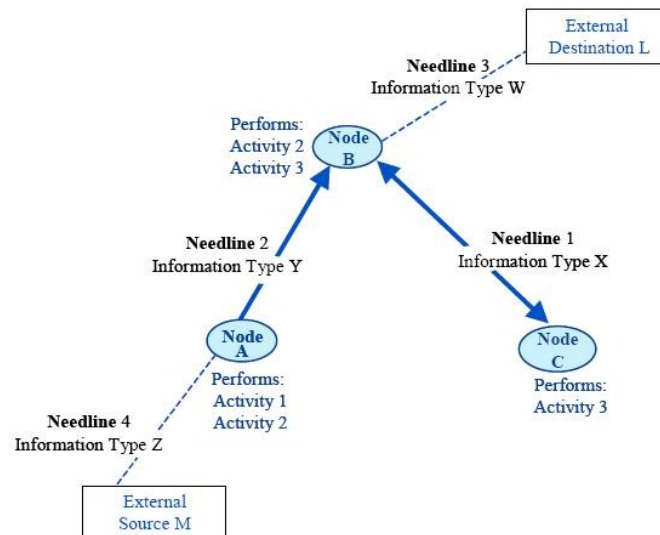 External
Destination L
Needline 3
Information Type W
Performs:
Activity 2
Activity 3
Node
B
Needline 2
Information Type Y
Needline 1
Information Type X
Node
A
Performs:
Activity 1
Activity 2
Node
C
Performs:
Activity 3
Needline 4
Information Type Z
External
Source M